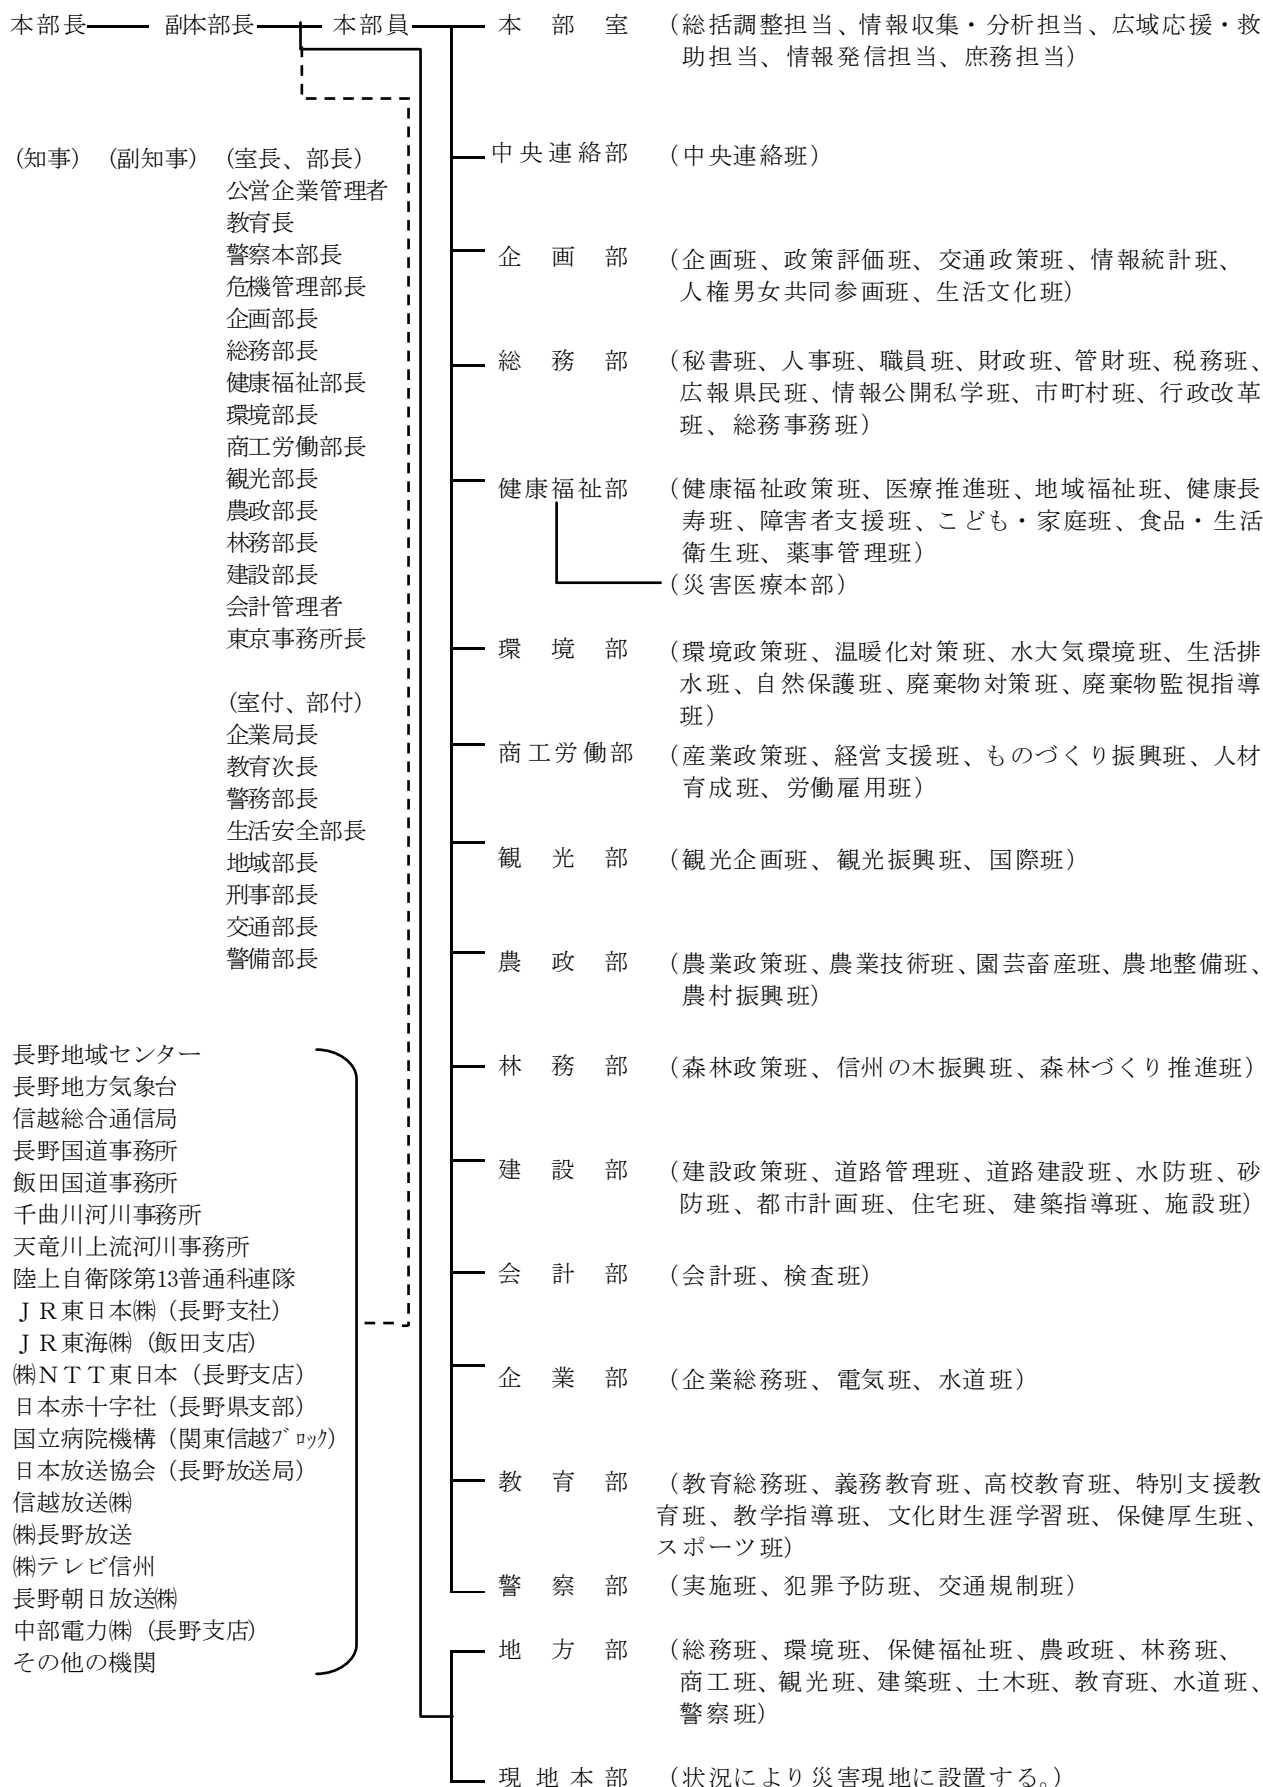 本部長 副本部長 本部員 本部室 （総括調整担当、情報収集・分析担当、広域応援・救
助担当、情報発信担当、庶務担当）
（知事） （副知事） （室長、部長）
公営企業管理者
教育長
警察本部長
危機管理部長
企画部長
総務部長
健康福祉部長
環境部長
商工労働部長
観光部長
農政部長
林務部長
建設部長
会計管理者
東京事務所長
（室付、部付）
企業局長
教育次長
警務部長
生活安全部長
地域部長
刑事部長
交通部長
警備部長
長野地域センター
長野地方気象台
信越総合通信局
長野国道事務所
飯田国道事務所
千曲川河川事務所
天竜川上流河川事務所
陸上自衛隊第13普通科連隊
ＪＲ東日本㈱（長野支社）
ＪＲ東海㈱（飯田支店）
㈱ＮＴＴ東日本（長野支店）
日本赤十字社（長野県支部）
国立病院機構（関東信越ﾌﾞﾛｯｸ）
日本放送協会（長野放送局）
信越放送㈱
㈱長野放送
㈱テレビ信州
長野朝日放送㈱
中部電力㈱（長野支店）
その他の機関
中央連絡部 （中央連絡班）
企画部 （企画班、政策評価班、交通政策班、情報統計班、
人権男女共同参画班、生活文化班）
総務部 （秘書班、人事班、職員班、財政班、管財班、税務班、
広報県民班、情報公開私学班、市町村班、行政改革
班、総務事務班）
健康福祉部 （健康福祉政策班、医療推進班、地域福祉班、健康長
寿班、障害者支援班、こども・家庭班、食品・生活
衛生班、薬事管理班）
（災害医療本部）
環境部 （環境政策班、温暖化対策班、水大気環境班、生活排
水班、自然保護班、廃棄物対策班、廃棄物監視指導
班）
商工労働部 （産業政策班、経営支援班、ものづくり振興班、人材
育成班、労働雇用班）
観光部 （観光企画班、観光振興班、国際班）
農政部 （農業政策班、農業技術班、園芸畜産班、農地整備班、
農村振興班）
林務部 （森林政策班、信州の木振興班、森林づくり推進班）
建設部 （建設政策班、道路管理班、道路建設班、水防班、砂
防班、都市計画班、住宅班、建築指導班、施設班）
会計部 （会計班、検査班）
企業部 （企業総務班、電気班、水道班）
教育部 （教育総務班、義務教育班、高校教育班、特別支援教
育班、教学指導班、文化財生涯学習班、保健厚生班、
スポーツ班）
警察部 （実施班、犯罪予防班、交通規制班）
地方部 （総務班、環境班、保健福祉班、農政班、林務班、
商工班、観光班、建築班、土木班、教育班、水道班、
警察班）
現地本部 （状況により災害現地に設置する。）